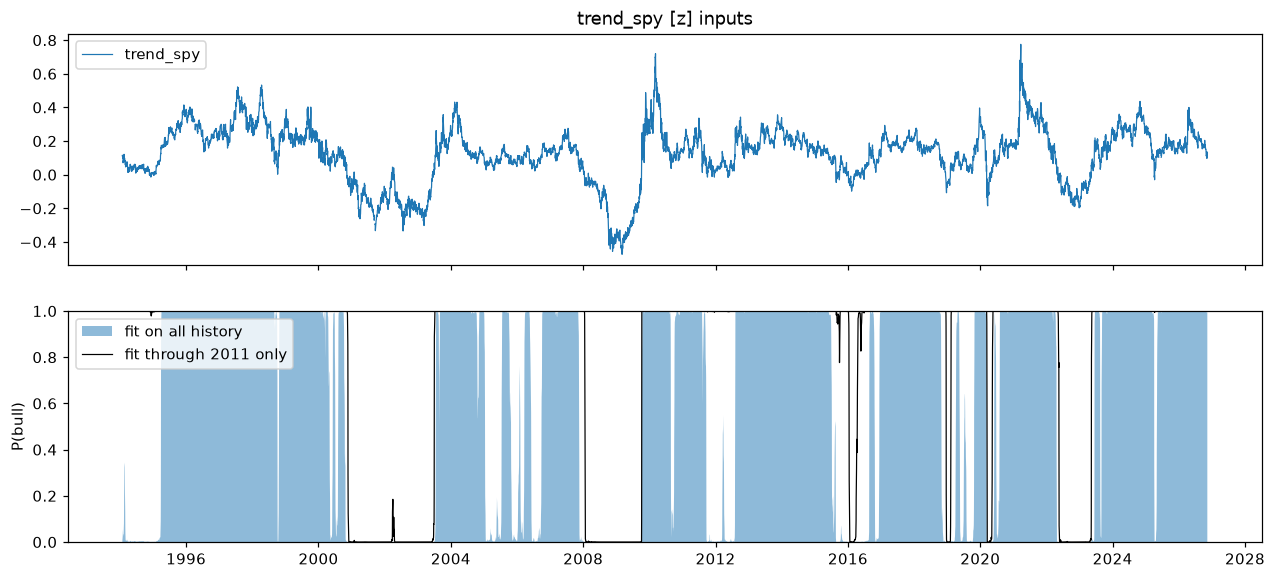 trend_spy [z] inputs
trend_spy
0.8
0.6
0.4
0.2
0.0
−0.2
−0.4
fit on all history
fit through 2011 only
P(bull)
1.0
0.8
0.6
0.4
0.2
0.0
1996 2000 2004 2008 2012 2016 2020 2024 2028